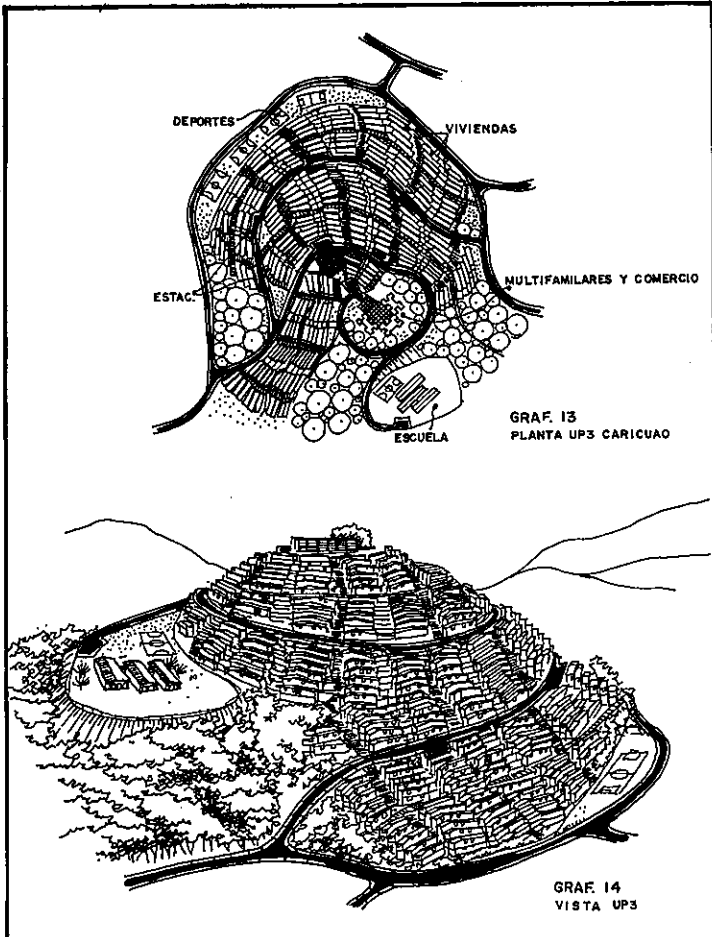 DEPORTES
VIVIENDAS
ESTAC.
MULTIFAMILARES Y COMERCIO
ESCUELA
GRAF. 13
PLANTA UP3 CARICUAO
GRAF. 14
VISTA UP3